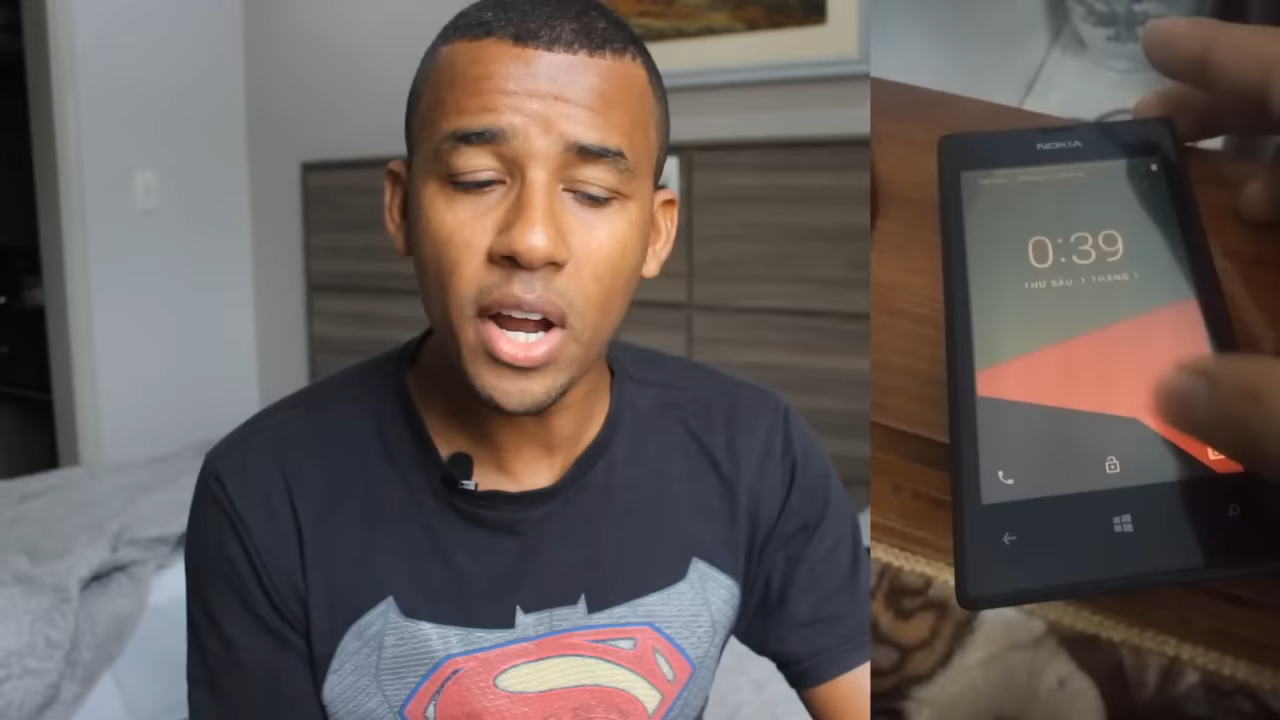 NOKIA
0:39
THỨ SÁU, 1 THÁNG 1